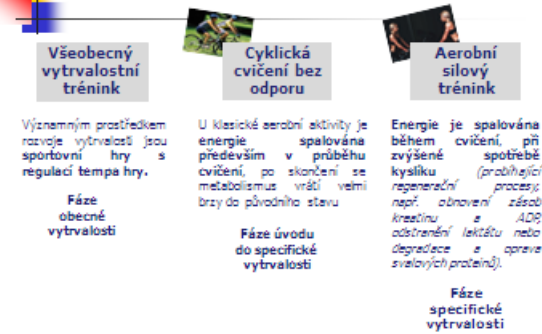 Všeobecný
vytrvalostní
trénink
Významným prostředkem
rozvoje vytrvalosti jsou
sportovní hry s
regulací tempa hry.
Fáze
obecné
vytrvalosti
Cyklická
cvičení bez
odporu
U klasické aerobní aktivity je
energie spalována
především v průběhu
cvičení, po skončení se
metabolismus vrátí velmi
brzy do původního stavu
Fáze úvodu
do specifické
vytrvalosti
Aerobní
silový
trénink
Energie je spalována
během cvičení, při
zvýšené spotřebě
kyslíku (probíhající
regenerační procesy,
např. obnovení zásob
kreatinu a ADP,
odstranění laktátu nebo
degradace a oprava
svalových proteinů).
Fáze
specifické
vytrvalosti